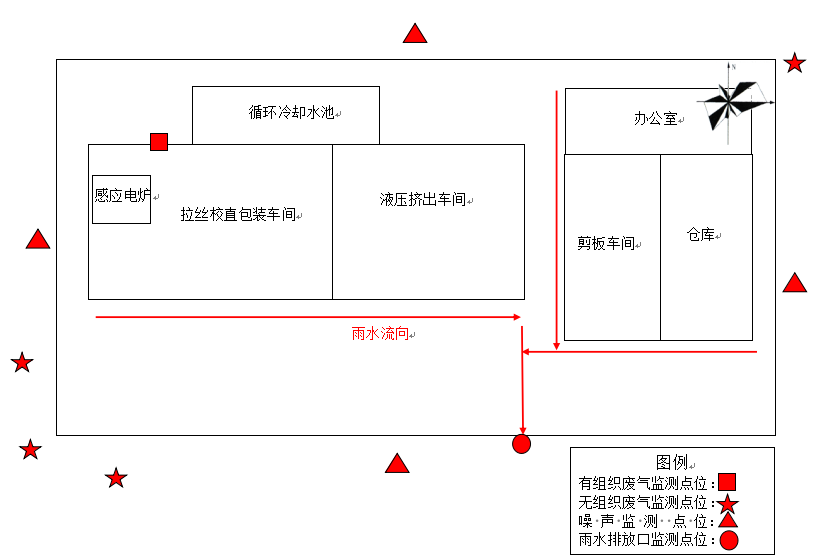 N
循环冷却水池
办公室
感应电炉
拉丝校直包装车间
液压挤出车间
剪板车间
仓库
雨水流向
图例
有组织废气监测点位：
无组织废气监测点位：
噪声监测点位：
雨水排放口监测点位：